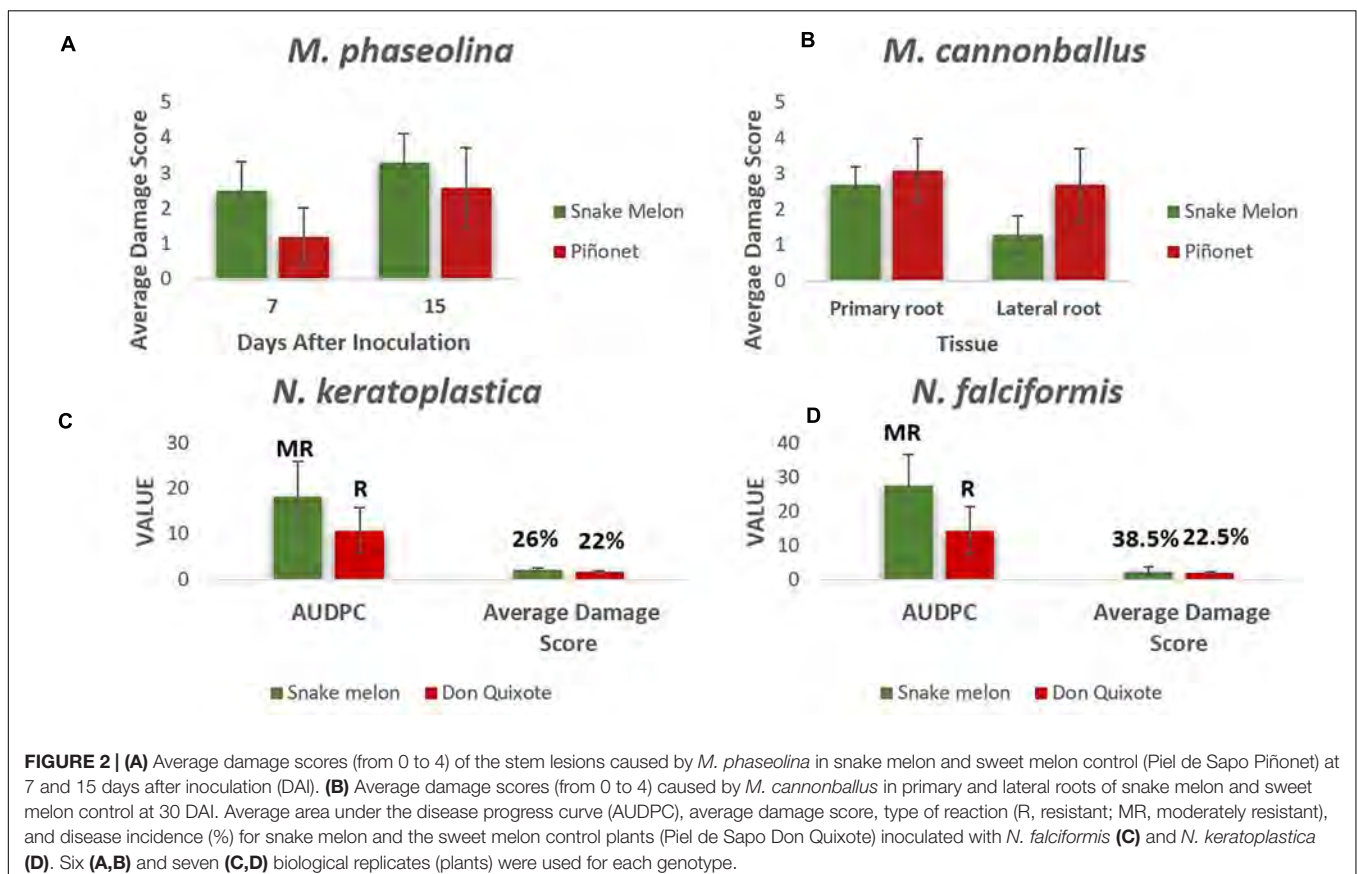 A
M. phaseolina
Average Damage Score
5
4
3
2
1
0
7
15
Days After Inoculation
Snake Melon
Piñonet
B
M. cannonballus
Avergae Damage Score
5
4
3
2
1
0
Primary root
Lateral root
Tissue
Snake Melon
Piñonet
C
N. keratoplastica
VALUE
30
20
10
0
MR
R
26%
22%
AUDPC
Average Damage
Score
Snake melon
Don Quixote
D
N. falciformis
VALUE
40
30
20
10
0
MR
R
38.5%
22.5%
AUDPC
Average Damage
Score
Snake melon
Don Quixote
FIGURE 2 | (A) Average damage scores (from 0 to 4) of the stem lesions caused by M. phaseolina in snake melon and sweet melon control (Piel de Sapo Piñonet) at
7 and 15 days after inoculation (DAI). (B) Average damage scores (from 0 to 4) caused by M. cannonballus in primary and lateral roots of snake melon and sweet
melon control at 30 DAI. Average area under the disease progress curve (AUDPC), average damage score, type of reaction (R, resistant; MR, moderately resistant),
and disease incidence (%) for snake melon and the sweet melon control plants (Piel de Sapo Don Quixote) inoculated with N. falciformis (C) and N. keratoplastica
(D). Six (A,B) and seven (C,D) biological replicates (plants) were used for each genotype.